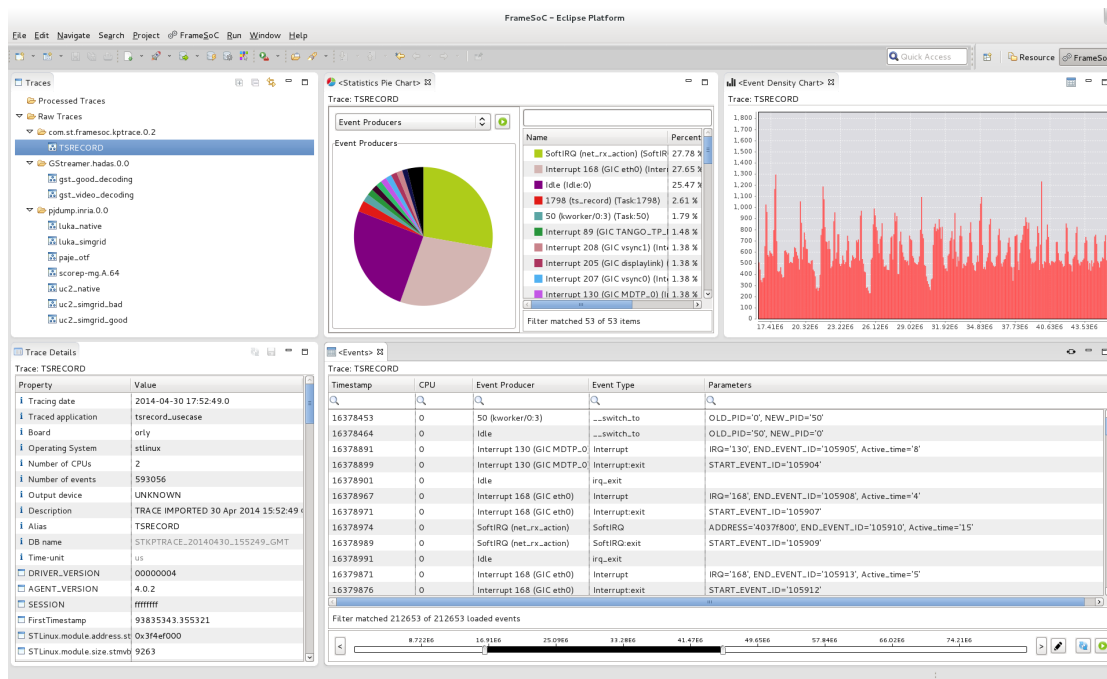 FrameSoC – Eclipse Platform
File Edit Navigate Search Project FrameSoC Run Window Help
Quick Access Resource FrameSo
Traces
Processed Traces
Raw Traces
com.st.framesoc.kptrace.0.2
TSRECORD
GStreamer.hadas.0.0
gst_good_decoding
gst_video_decoding
pjdump.inria.0.0
luka_native
luka_simgrid
paje_otf
scorep-mg.A.64
uc2_native
uc2_simgrid_bad
uc2_simgrid_good
<Statistics Pie Chart>
Trace: TSRECORD
Event Producers
Event Producers
Name Percent
SoftIRQ (net_rx_action) (SoftIR 27.78 %
Interrupt 168 (GIC eth0) (Interr 27.65 %
Idle (Idle:0) 25.47 %
1798 (ts_record) (Task:1798) 2.61 %
50 (kworker/0:3) (Task:50) 1.79 %
Interrupt 89 (GIC TANGO_TP_ 1.48 %
Interrupt 208 (GIC vsync1) (Int 1.38 %
Interrupt 205 (GIC displaylink) ( 1.38 %
Interrupt 207 (GIC vsync0) (Int 1.38 %
Interrupt 130 (GIC MDTP_0) (I 1.38 %
Filter matched 53 of 53 items
<Event Density Chart>
Trace: TSRECORD
1,800
1,700
1,600
1,500
1,400
1,300
1,200
1,100
1,000
900
800
700
600
500
400
300
200
100
0
17.41E6 20.32E6 23.22E6 26.12E6 29.02E6 31.92E6 34.83E6 37.73E6 40.63E6 43.53E6
Trace Details
Trace: TSRECORD
Property Value
Tracing date 2014-04-30 17:52:49.0
Traced application tsrecord_usecase
Board orly
Operating System stlinux
Number of CPUs 2
Number of events 593056
Output device UNKNOWN
Description TRACE IMPORTED 30 Apr 2014 15:52:49
Alias TSRECORD
DB name STKPTRACE_20140430_155249_GMT
Time-unit us
DRIVER_VERSION 00000004
AGENT_VERSION 4.0.2
SESSION ffffffff
FirstTimestamp 93835343.355321
STLinux.module.address.st 0x3f4ef000
STLinux.module.size.stmvb 9263
<Events>
Trace: TSRECORD
Timestamp CPU Event Producer Event Type Parameters
16378453 0 50 (kworker/0:3) __switch_to OLD_PID='0', NEW_PID='50'
16378464 0 Idle __switch_to OLD_PID='50', NEW_PID='0'
16378891 0 Interrupt 130 (GIC MDTP_0 Interrupt IRQ='130', END_EVENT_ID='105905', Active_time='8'
16378899 0 Interrupt 130 (GIC MDTP_0 Interrupt:exit START_EVENT_ID='105904'
16378901 0 Idle irq_exit
16378967 0 Interrupt 168 (GIC eth0) Interrupt IRQ='168', END_EVENT_ID='105908', Active_time='4'
16378971 0 Interrupt 168 (GIC eth0) Interrupt:exit START_EVENT_ID='105907'
16378974 0 SoftIRQ (net_rx_action) SoftIRQ ADDRESS='4037f800', END_EVENT_ID='105910', Active_time='15'
16378989 0 SoftIRQ (net_rx_action) SoftIRQ:exit START_EVENT_ID='105909'
16378991 0 Idle irq_exit
16379871 0 Interrupt 168 (GIC eth0) Interrupt IRQ='168', END_EVENT_ID='105913', Active_time='5'
16379876 0 Interrupt 168 (GIC eth0) Interrupt:exit START_EVENT_ID='105912'
Filter matched 212653 of 212653 loaded events
8.722E6 16.91E6 25.09E6 33.28E6 41.47E6 49.65E6 57.84E6 66.02E6 74.21E6